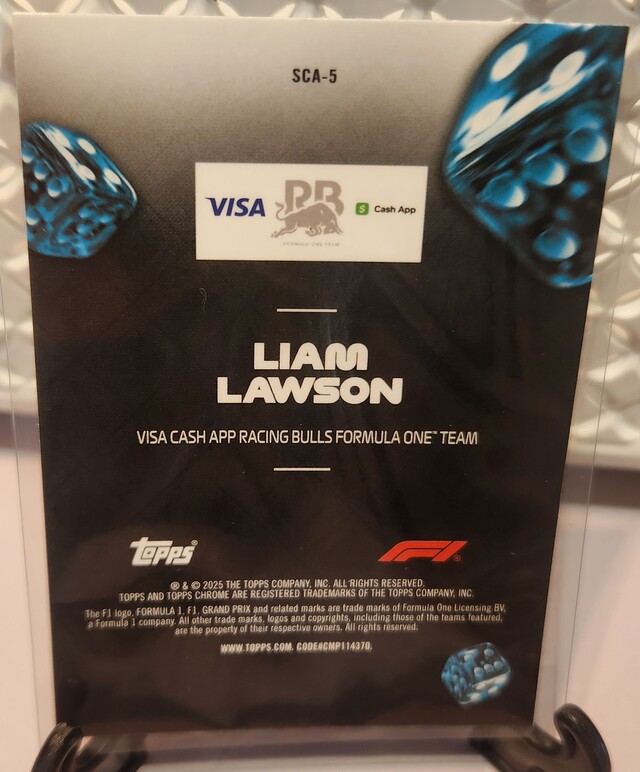 SCA-5
VISA RB Cash App
FORMULA ONE TEAM
LIAM
LAWSON
VISA CASH APP RACING BULLS FORMULA ONE™ TEAM
Topps® F1®
® & © 2025 THE TOPPS COMPANY, INC. ALL RIGHTS RESERVED.
TOPPS AND TOPPS CHROME ARE REGISTERED TRADEMARKS OF THE TOPPS COMPANY, INC.
The F1 logo, FORMULA 1, F1, GRAND PRIX and related marks are trade marks of Formula One Licensing BV,
a Formula 1 company. All other trade marks, logos and copyrights, including those of the teams featured,
are the property of their respective owners. All rights reserved.
WWW.TOPPS.COM. CODE#CMP114370.